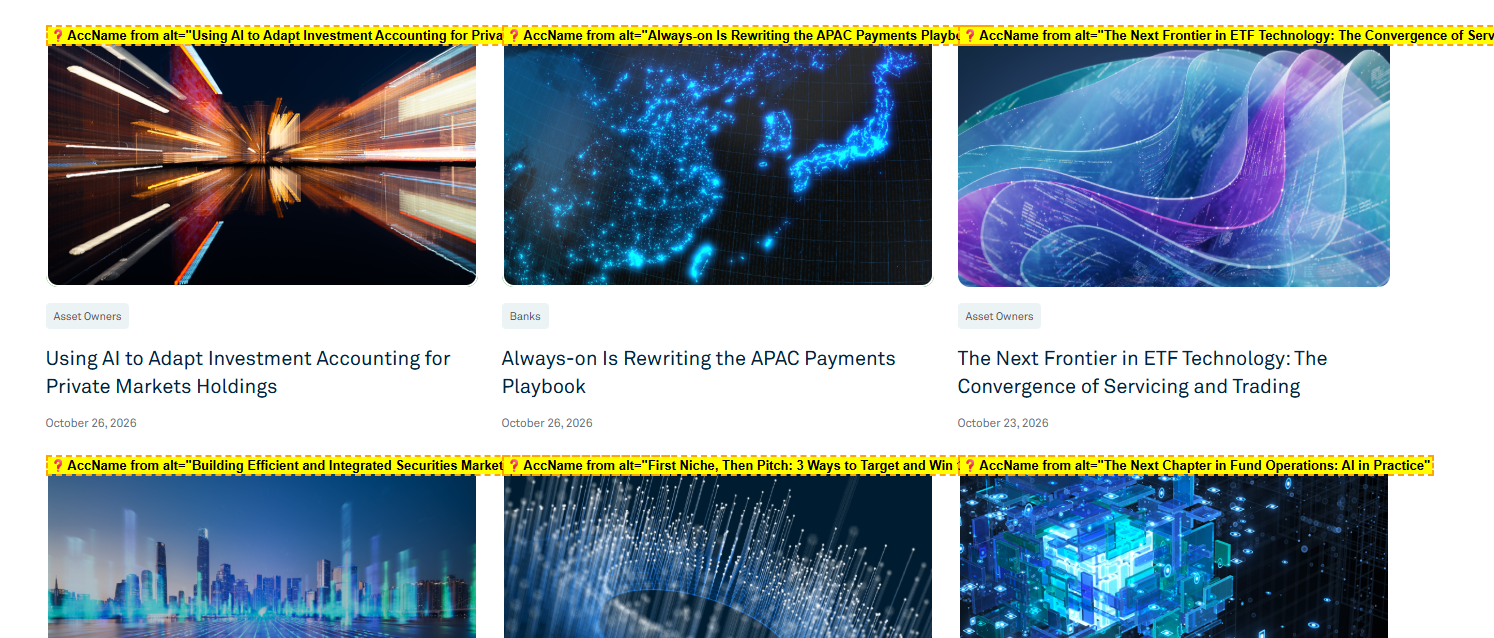 ❓AccName from alt="Using AI to Adapt Investment Accounting for Priva
❓AccName from alt="Always-on Is Rewriting the APAC Payments Playbo
❓AccName from alt="The Next Frontier in ETF Technology: The Convergence of Serv
Asset Owners
Banks
Asset Owners
Using AI to Adapt Investment Accounting for
Private Markets Holdings
Always-on Is Rewriting the APAC Payments
Playbook
The Next Frontier in ETF Technology: The
Convergence of Servicing and Trading
October 26, 2026
October 26, 2026
October 23, 2026
❓AccName from alt="Building Efficient and Integrated Securities Market
❓AccName from alt="First Niche, Then Pitch: 3 Ways to Target and Win
❓AccName from alt="The Next Chapter in Fund Operations: AI in Practice"